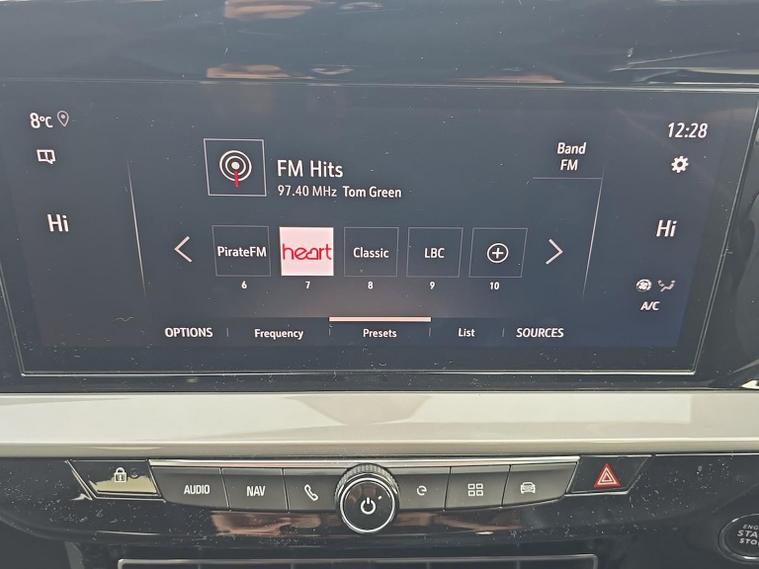 8°C
12:28
FM Hits
Band
FM
97.40 MHz Tom Green
Hi
Hi
PirateFM
heart
Classic
LBC
6
7
8
9
10
A/C
OPTIONS
Frequency
Presets
List
SOURCES
AUDIO
NAV